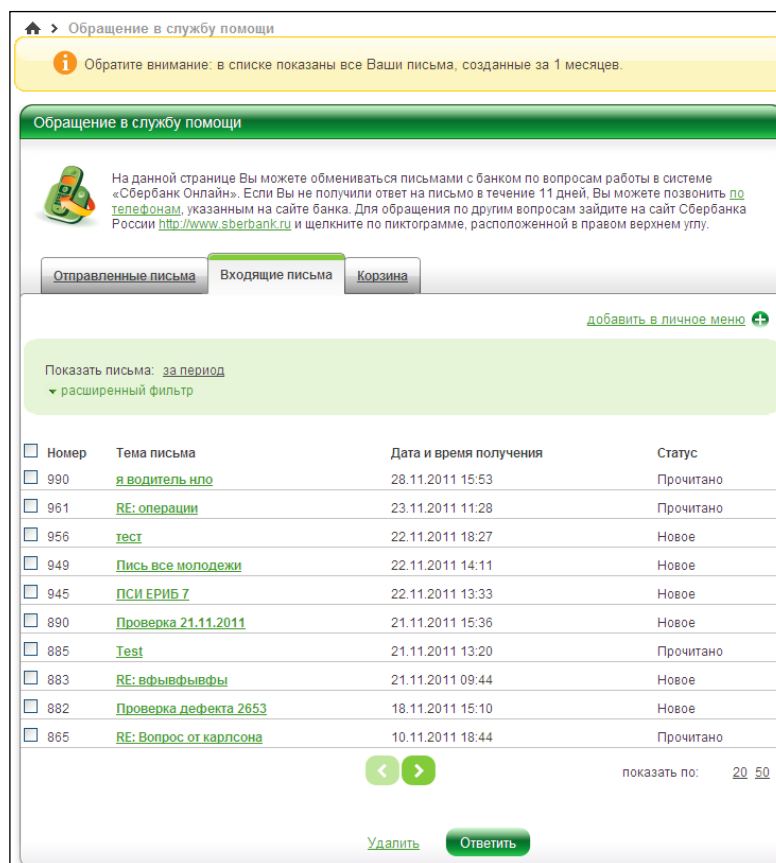 Обращение в службу помощи
Обратите внимание: в списке показаны все Ваши письма, созданные за 1 месяцев.
Обращение в службу помощи
На данной странице Вы можете обмениваться письмами с банком по вопросам работы в системе
«Сбербанк Онлайн». Если Вы не получили ответ на письмо в течение 11 дней, Вы можете позвонить по
телефонам, указанным на сайте банка. Для обращения по другим вопросам зайдите на сайт Сбербанка
России http://www.sberbank.ru и щелкните по пиктограмме, расположенной в правом верхнем углу.
Отправленные письма Входящие письма Корзина
добавить в личное меню
Показать письма: за период
расширенный фильтр
Номер Тема письма Дата и время получения Статус
990 я водитель нло 28.11.2011 15:53 Прочитано
961 RE: операции 23.11.2011 11:28 Прочитано
956 тест 22.11.2011 18:27 Новое
949 Пись все молодежи 22.11.2011 14:11 Новое
945 ПСИ ЕРИБ 7 22.11.2011 13:33 Новое
890 Проверка 21.11.2011 21.11.2011 15:36 Новое
885 Test 21.11.2011 13:20 Прочитано
883 RE: вфывфывфы 21.11.2011 09:44 Новое
882 Проверка дефекта 2653 18.11.2011 15:10 Новое
865 RE: Вопрос от карлсона 10.11.2011 18:44 Прочитано
показать по: 20 50
Удалить Ответить